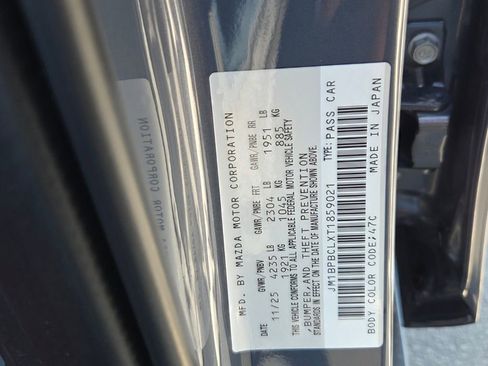 MFD. BY MAZDA MOTOR CORPORATION
DATE GVWR/PNBV GAWR/PNBE FRT GAWR/PNBE RR
11/25 4235 LB 2304 LB 1951 LB
1921 KG 1045 KG 885 KG
THIS VEHICLE CONFORMS TO ALL APPLICABLE FEDERAL MOTOR VEHICLE SAFETY,
BUMPER, AND THEFT PREVENTION
STANDARDS IN EFFECT ON THE DATE OF MANUFACTURE SHOWN ABOVE.
JM1BPBCLXT1859021 TYPE: PASS CAR
BODY COLOR CODE;47C MADE IN JAPAN
MOTOR CORPORATION